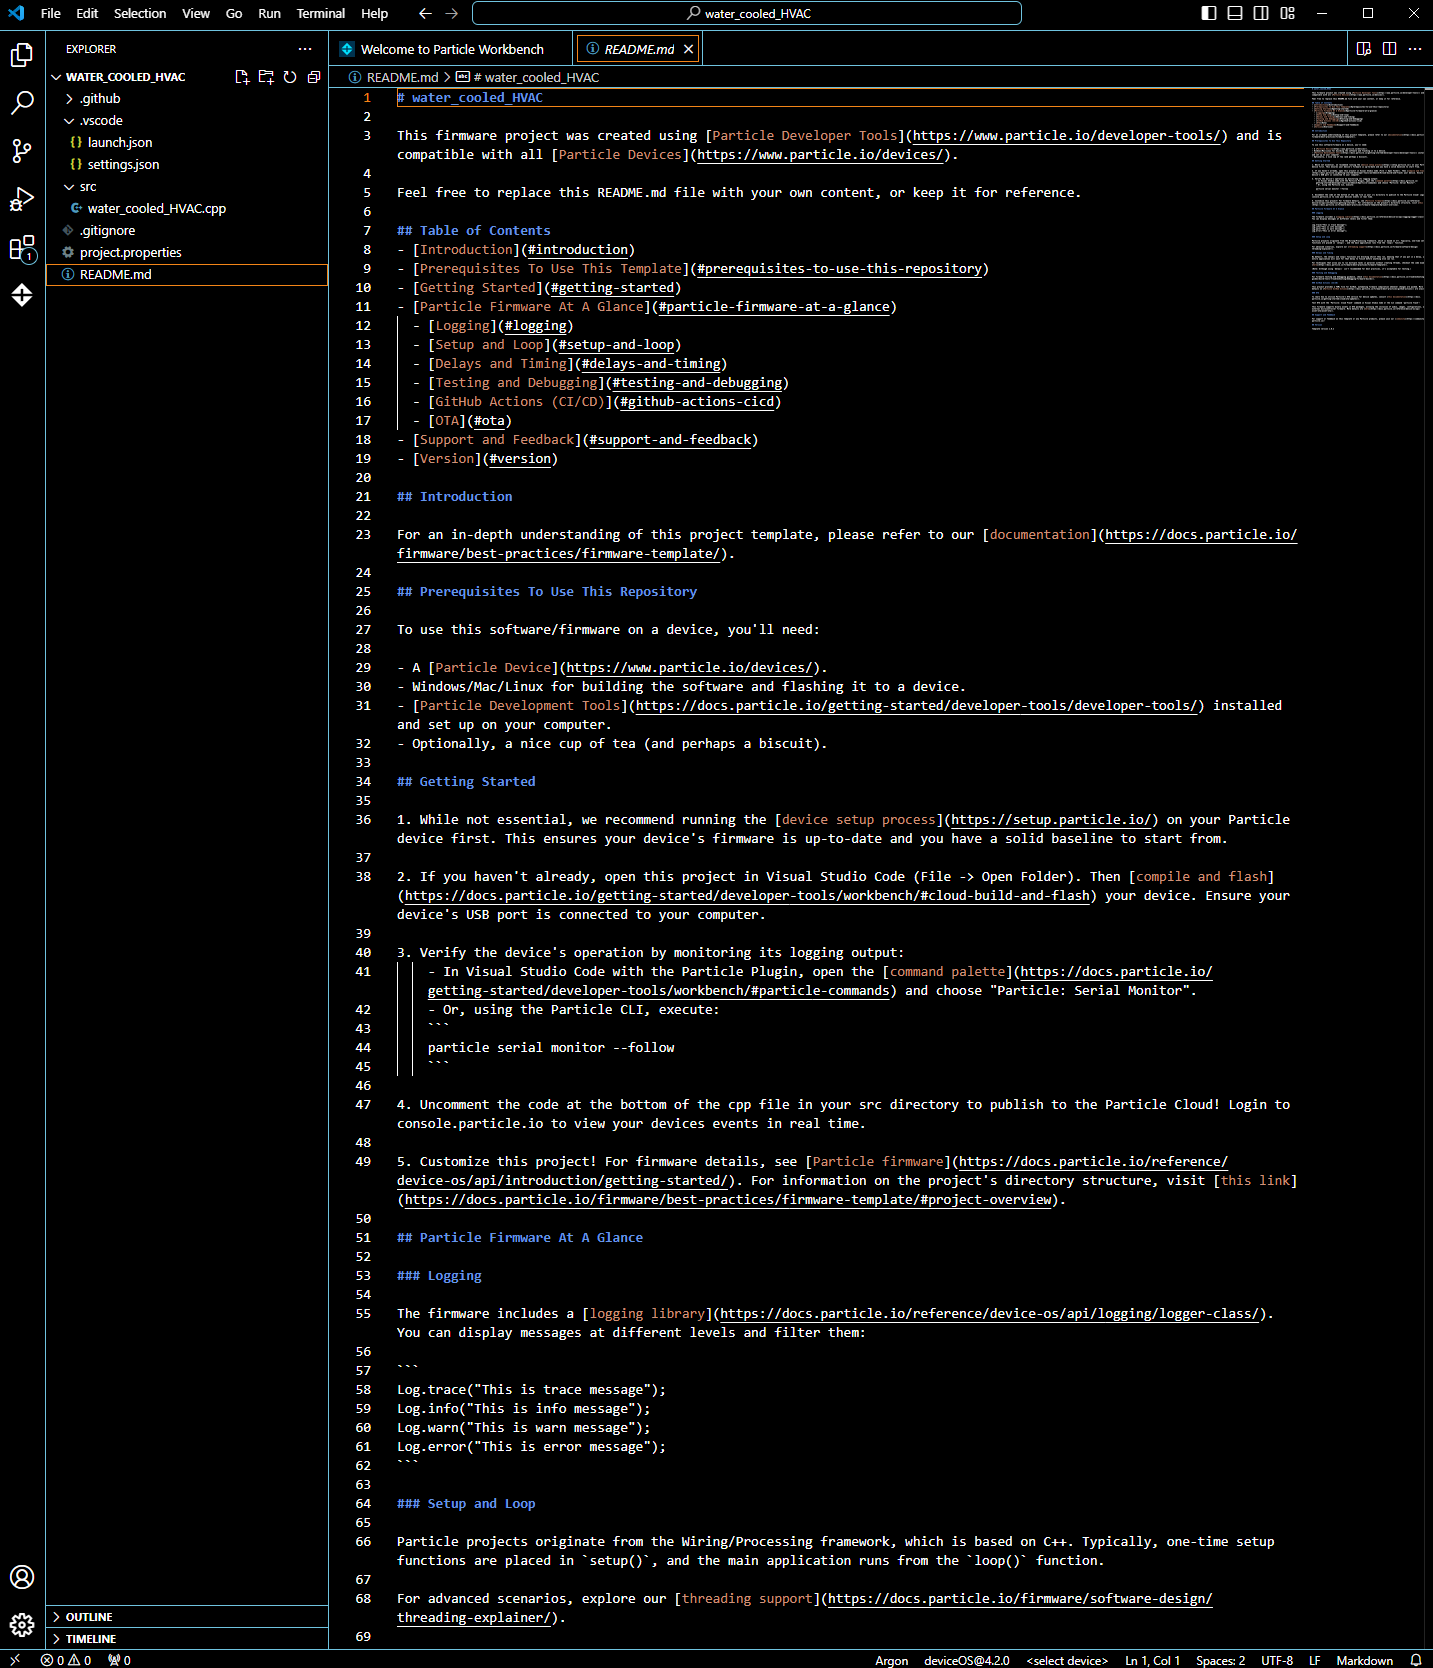 File Edit Selection View Go Run Terminal Help water_cooled_HVAC
EXPLORER
WATER_COOLED_HVAC
.github
.vscode
{} launch.json
{} settings.json
src
water_cooled_HVAC.cpp
.gitignore
project.properties
README.md
1
OUTLINE
TIMELINE
Welcome to Particle Workbench README.md
README.md > # water_cooled_HVAC
1 # water_cooled_HVAC
2
3 This firmware project was created using [Particle Developer Tools](https://www.particle.io/developer-tools/) and is
compatible with all [Particle Devices](https://www.particle.io/devices/).
4
5 Feel free to replace this README.md file with your own content, or keep it for reference.
6
7 ## Table of Contents
8 - [Introduction](#introduction)
9 - [Prerequisites To Use This Template](#prerequisites-to-use-this-repository)
10 - [Getting Started](#getting-started)
11 - [Particle Firmware At A Glance](#particle-firmware-at-a-glance)
12 - [Logging](#logging)
13 - [Setup and Loop](#setup-and-loop)
14 - [Delays and Timing](#delays-and-timing)
15 - [Testing and Debugging](#testing-and-debugging)
16 - [GitHub Actions (CI/CD)](#github-actions-cicd)
17 - [OTA](#ota)
18 - [Support and Feedback](#support-and-feedback)
19 - [Version](#version)
20
21 ## Introduction
22
23 For an in-depth understanding of this project template, please refer to our [documentation](https://docs.particle.io/
firmware/best-practices/firmware-template/).
24
25 ## Prerequisites To Use This Repository
26
27 To use this software/firmware on a device, you'll need:
28
29 - A [Particle Device](https://www.particle.io/devices/).
30 - Windows/Mac/Linux for building the software and flashing it to a device.
31 - [Particle Development Tools](https://docs.particle.io/getting-started/developer-tools/developer-tools/) installed
and set up on your computer.
32 - Optionally, a nice cup of tea (and perhaps a biscuit).
33
34 ## Getting Started
35
36 1. While not essential, we recommend running the [device setup process](https://setup.particle.io/) on your Particle
device first. This ensures your device's firmware is up-to-date and you have a solid baseline to start from.
37
38 2. If you haven't already, open this project in Visual Studio Code (File -> Open Folder). Then [compile and flash]
(https://docs.particle.io/getting-started/developer-tools/workbench/#cloud-build-and-flash) your device. Ensure your
device's USB port is connected to your computer.
39
40 3. Verify the device's operation by monitoring its logging output:
41 - In Visual Studio Code with the Particle Plugin, open the [command palette](https://docs.particle.io/
getting-started/developer-tools/workbench/#particle-commands) and choose "Particle: Serial Monitor".
42 - Or, using the Particle CLI, execute:
43 ```
44 particle serial monitor --follow
45 ```
46
47 4. Uncomment the code at the bottom of the cpp file in your src directory to publish to the Particle Cloud! Login to
console.particle.io to view your devices events in real time.
48
49 5. Customize this project! For firmware details, see [Particle firmware](https://docs.particle.io/reference/
device-os/api/introduction/getting-started/). For information on the project's directory structure, visit [this link]
(https://docs.particle.io/firmware/best-practices/firmware-template/#project-overview).
50
51 ## Particle Firmware At A Glance
52
53 ### Logging
54
55 The firmware includes a [logging library](https://docs.particle.io/reference/device-os/api/logging/logger-class/).
You can display messages at different levels and filter them:
56
57 ```
58 Log.trace("This is trace message");
59 Log.info("This is info message");
60 Log.warn("This is warn message");
61 Log.error("This is error message");
62 ```
63
64 ### Setup and Loop
65
66 Particle projects originate from the Wiring/Processing framework, which is based on C++. Typically, one-time setup
functions are placed in `setup()`, and the main application runs from the `loop()` function.
67
68 For advanced scenarios, explore our [threading support](https://docs.particle.io/firmware/software-design/
threading-explainer/).
69
0 0 0 Argon deviceOS@4.2.0 <select device> Ln 1, Col 1 Spaces: 2 UTF-8 LF Markdown